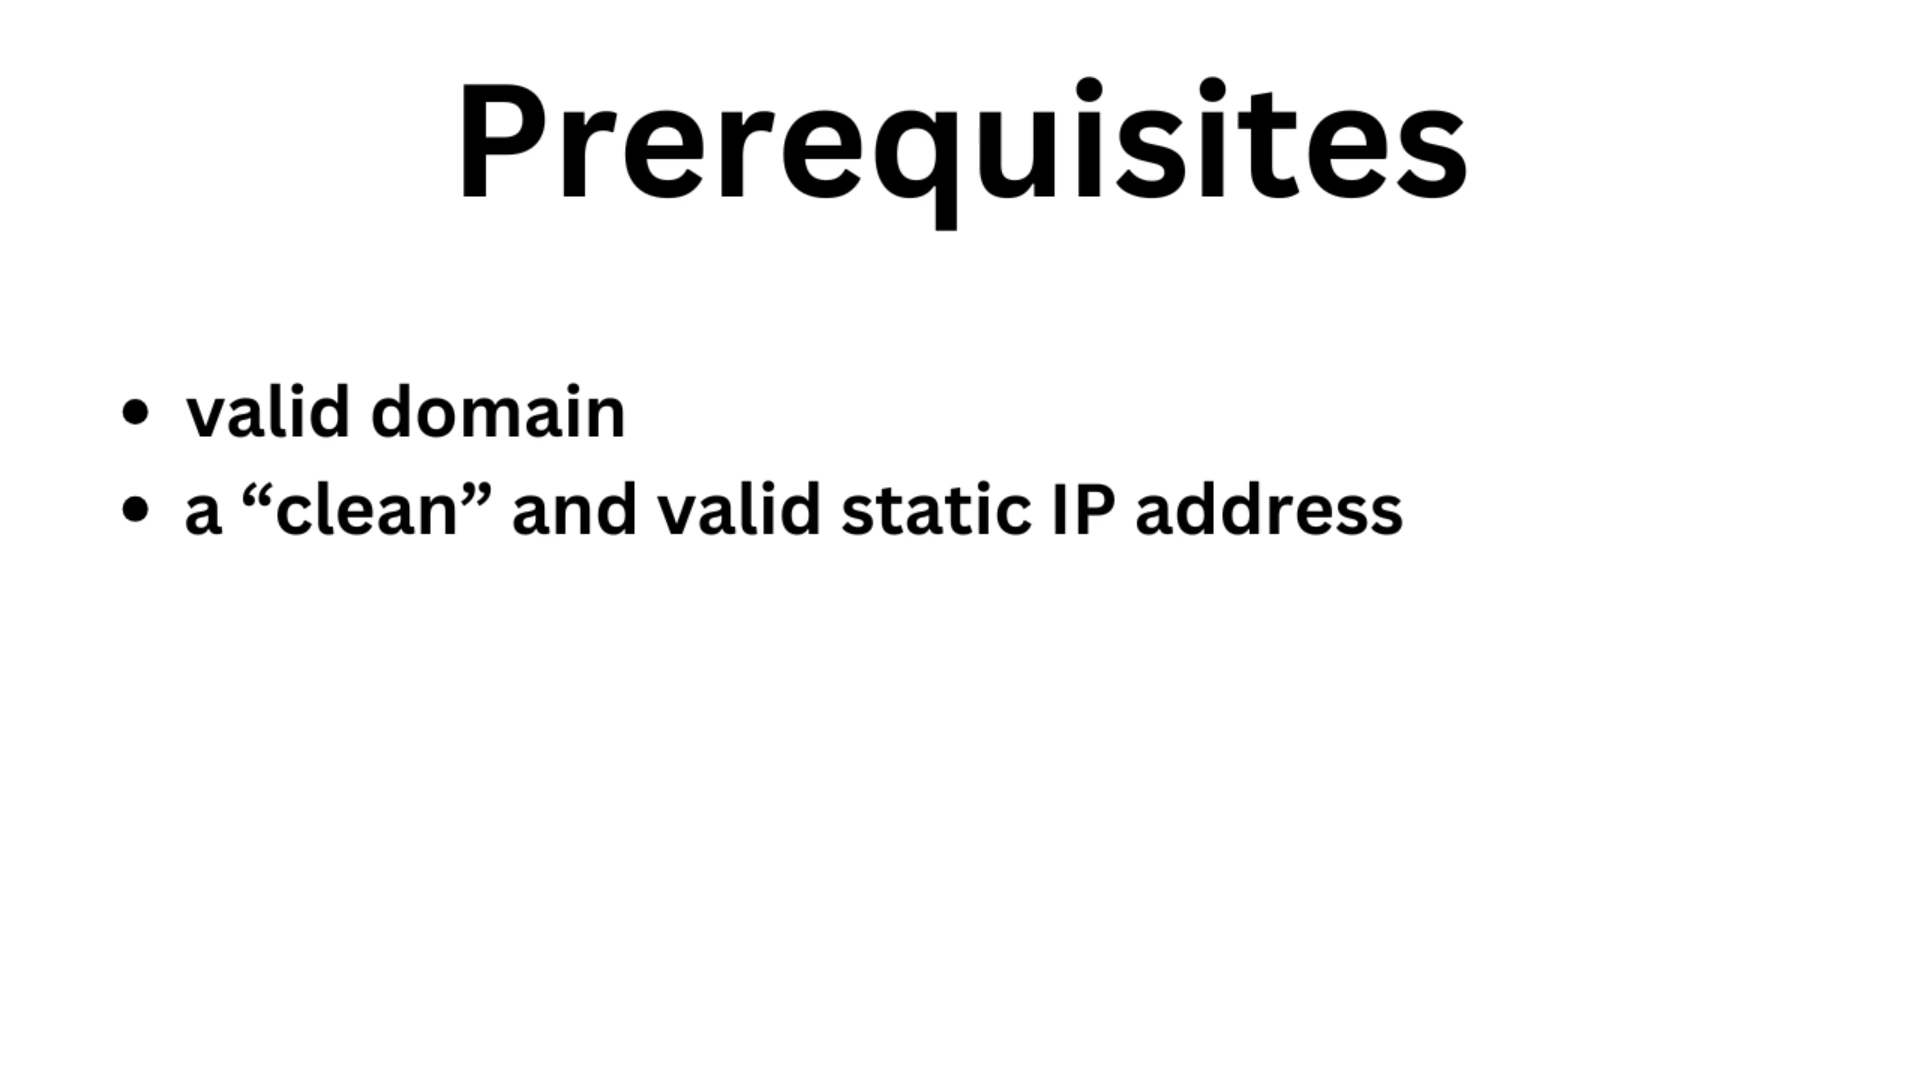 Prerequisites
• valid domain
• a “clean” and valid static IP address